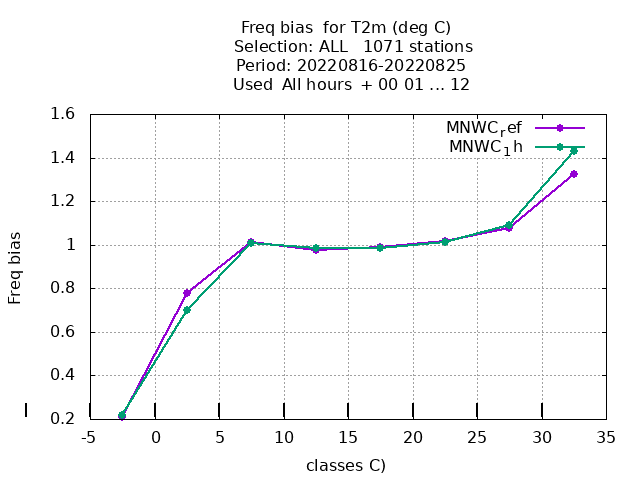 Freq bias  for T2m (deg C)
Selection: ALL   1071 stations
Period: 20220816-20220825
Used  All hours  + 00 01 ... 12
MNWCref
MNWC1h
1.6
1.4
1.2
1
0.8
0.6
0.4
0.2
Freq bias
-5 0 5 10 15 20 25 30 35
classes C)